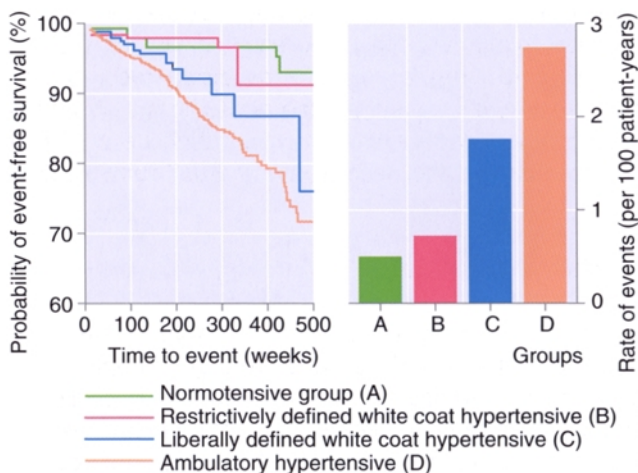 Probability of event-free survival (%)
100
90
80
70
60
0 100 200 300 400 500
Time to event (weeks)
3
2
1
0
Rate of events (per 100 patient-years)
A B C D
Groups
Normotensive group (A)
Restrictively defined white coat hypertensive (B)
Liberally defined white coat hypertensive (C)
Ambulatory hypertensive (D)